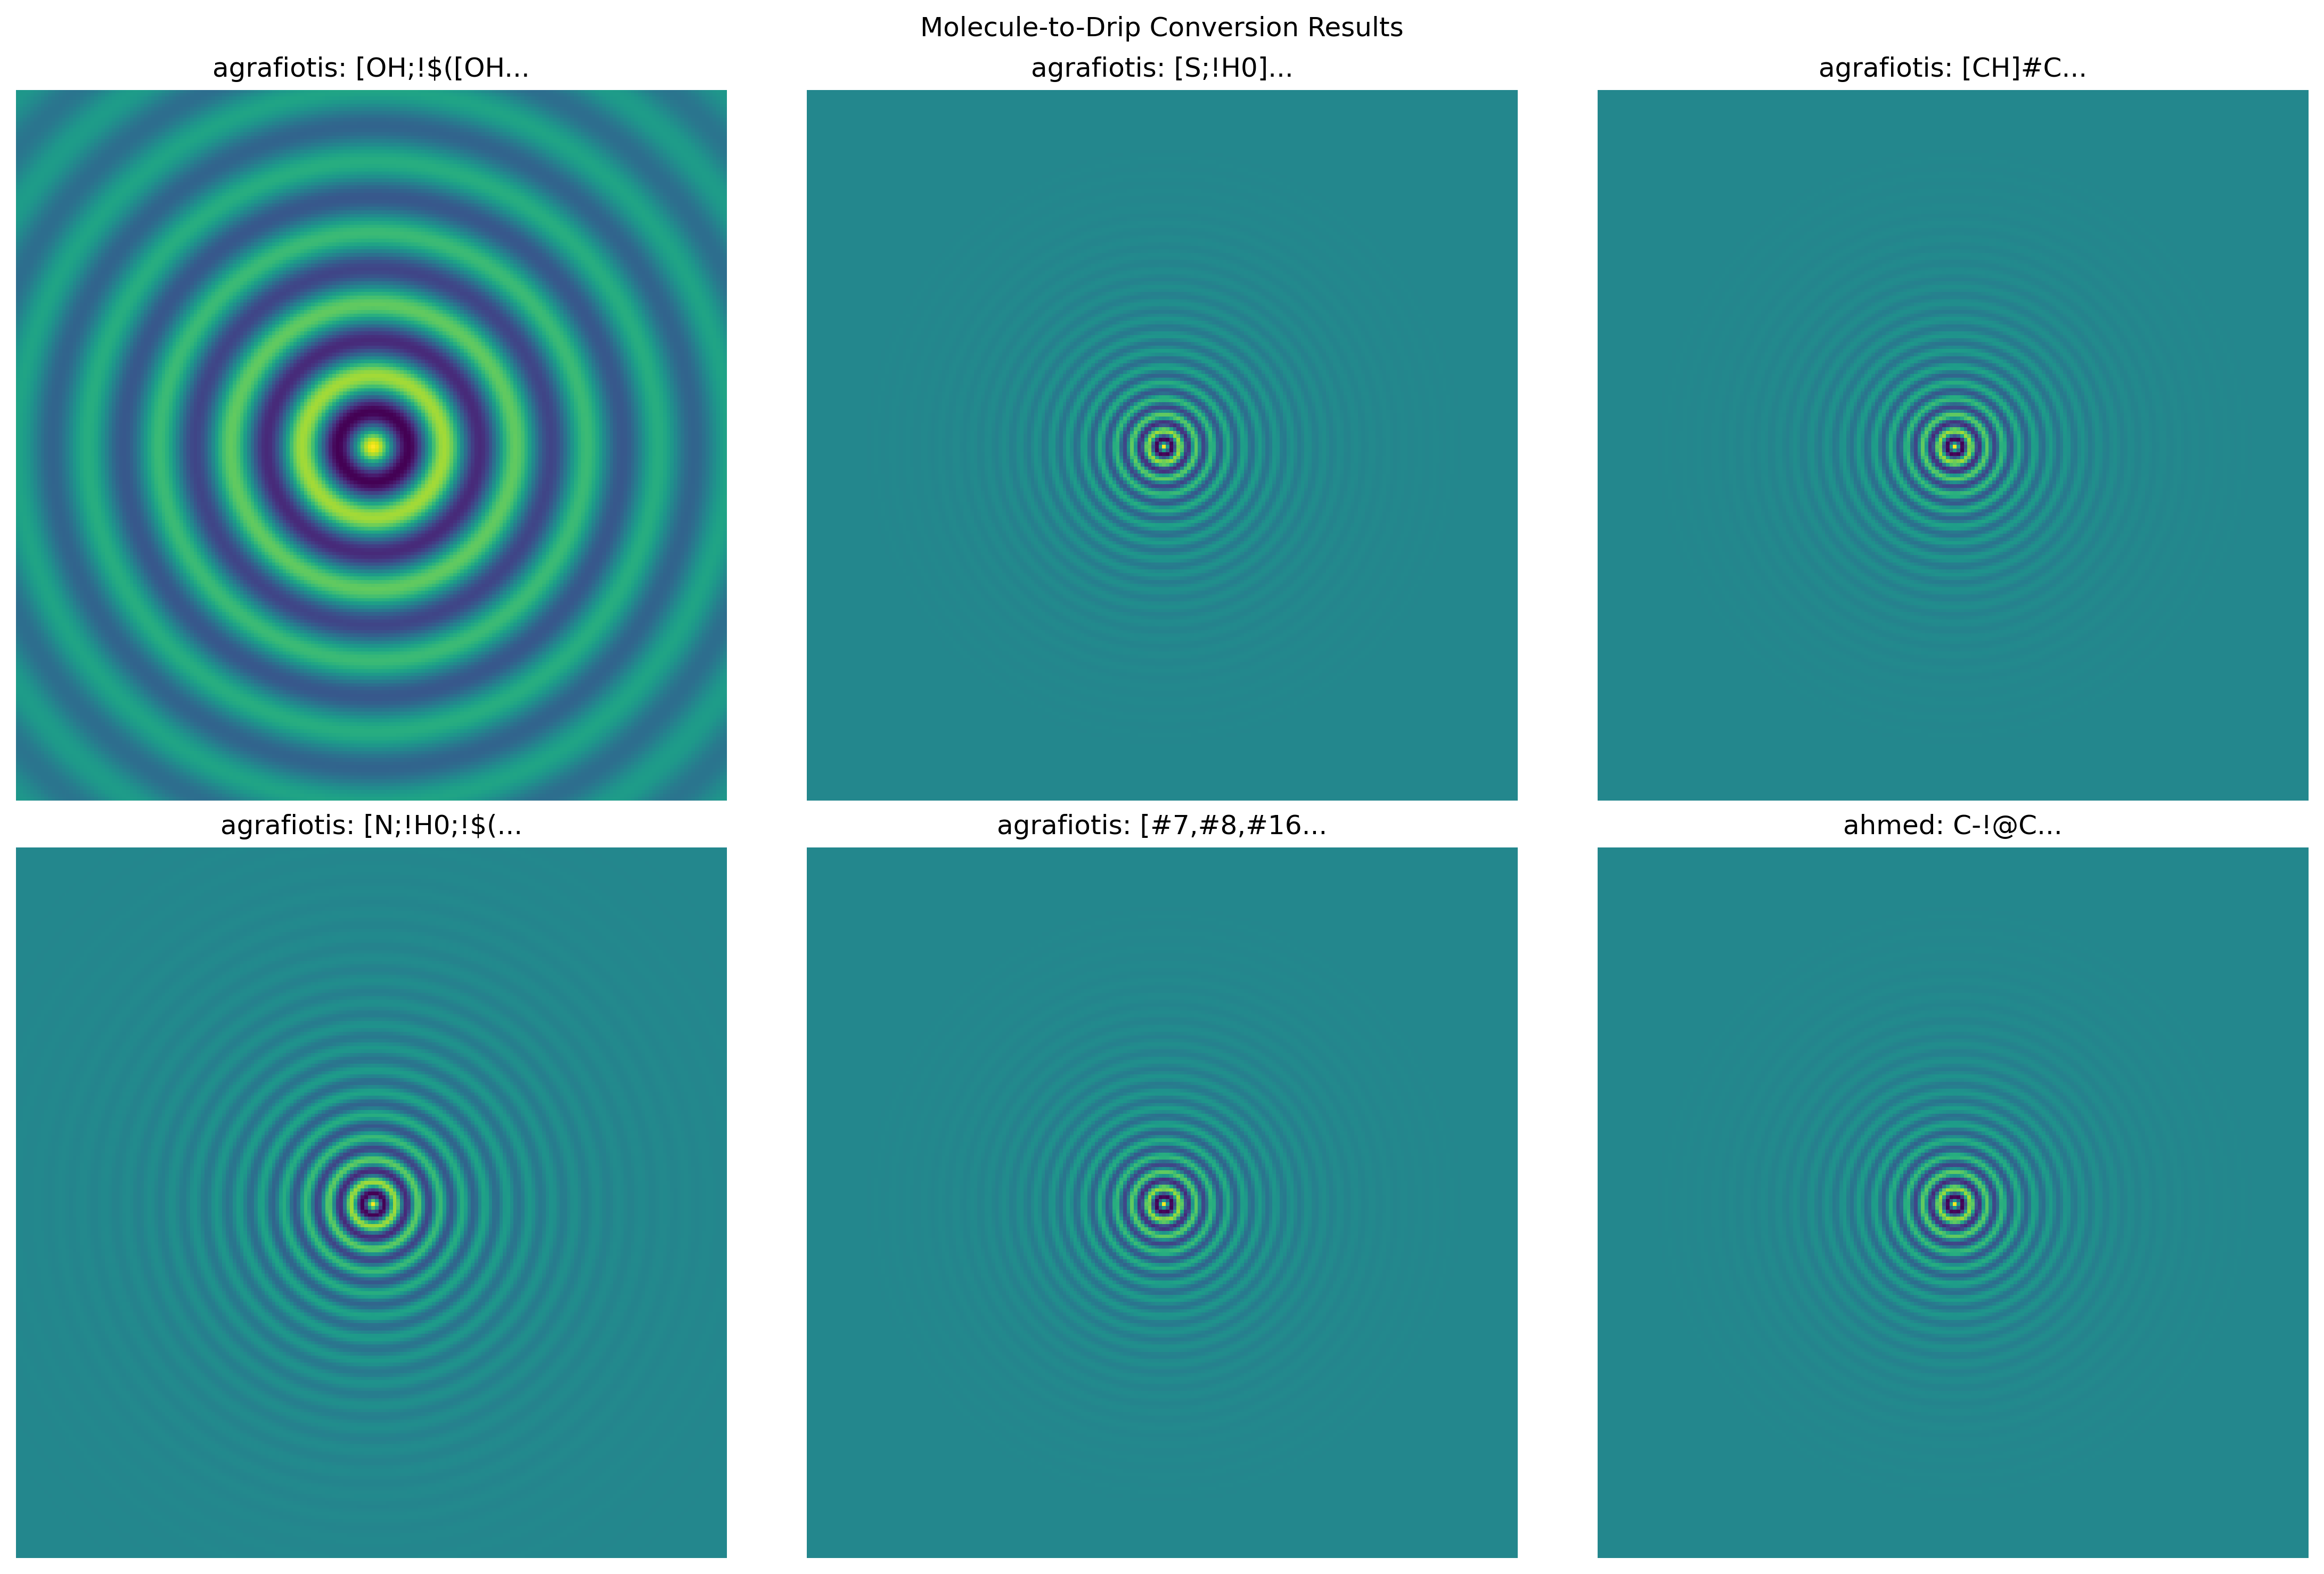 Molecule-to-Drip Conversion Results
agrafiotis: [OH;!$([OH...
agrafiotis: [S;!H0]...
agrafiotis: [CH]#C...
agrafiotis: [N;!H0;!$(...
agrafiotis: [#7,#8,#16...
ahmed: C-!@C...